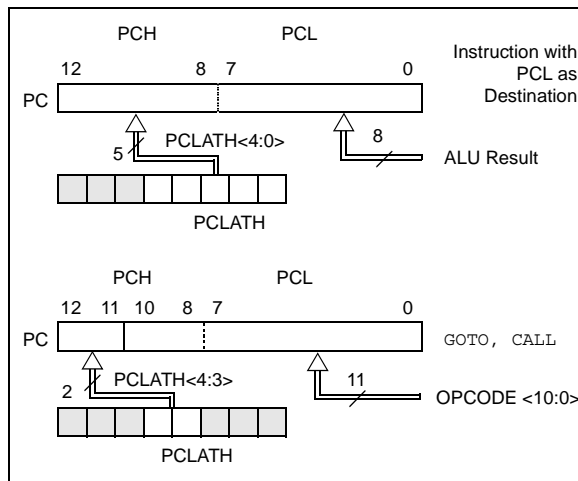 PCH PCL
12 8 7 0
Instruction with
PCL as
Destination
PC
5 PCLATH<4:0> 8
ALU Result
PCLATH
PCH PCL
12 11 10 8 7 0
PC
GOTO, CALL
2 PCLATH<4:3> 11
OPCODE <10:0>
PCLATH